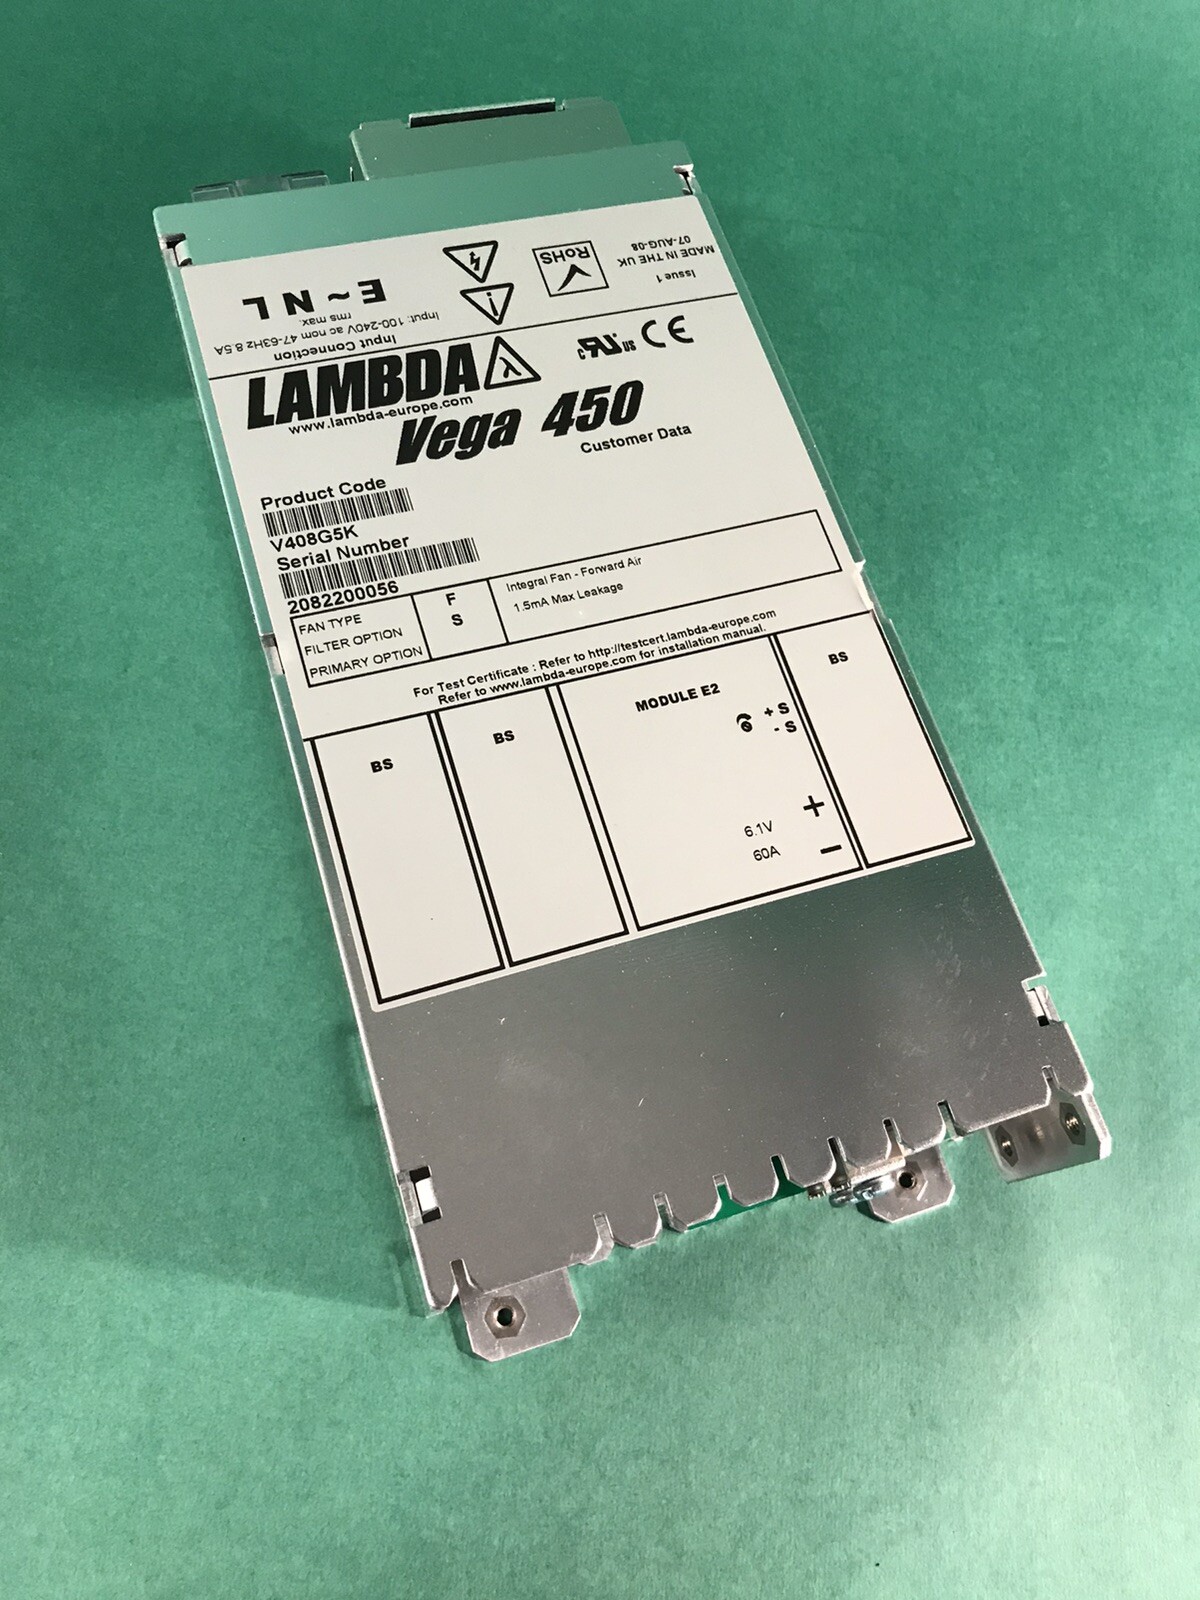 Issue 1
MADE IN THE UK
07-AUG-08
RoHS
Input Connection
Input: 100-240V ac nom 47-63Hz 8.5A
rms max.
E ~ N L
LAMBDA λ
www.lambda-europe.com
c RU us CE
Vega 450
Customer Data
Product Code
V408G5K
Serial Number
2082200056
FAN TYPE F Integral Fan - Forward Air
FILTER OPTION S 1.5mA Max Leakage
PRIMARY OPTION
For Test Certificate : Refer to http://testcert.lambda-europe.com
Refer to www.lambda-europe.com for installation manual.
BS
BS
MODULE E2
+ S
- S
+
6.1V
60A −
BS